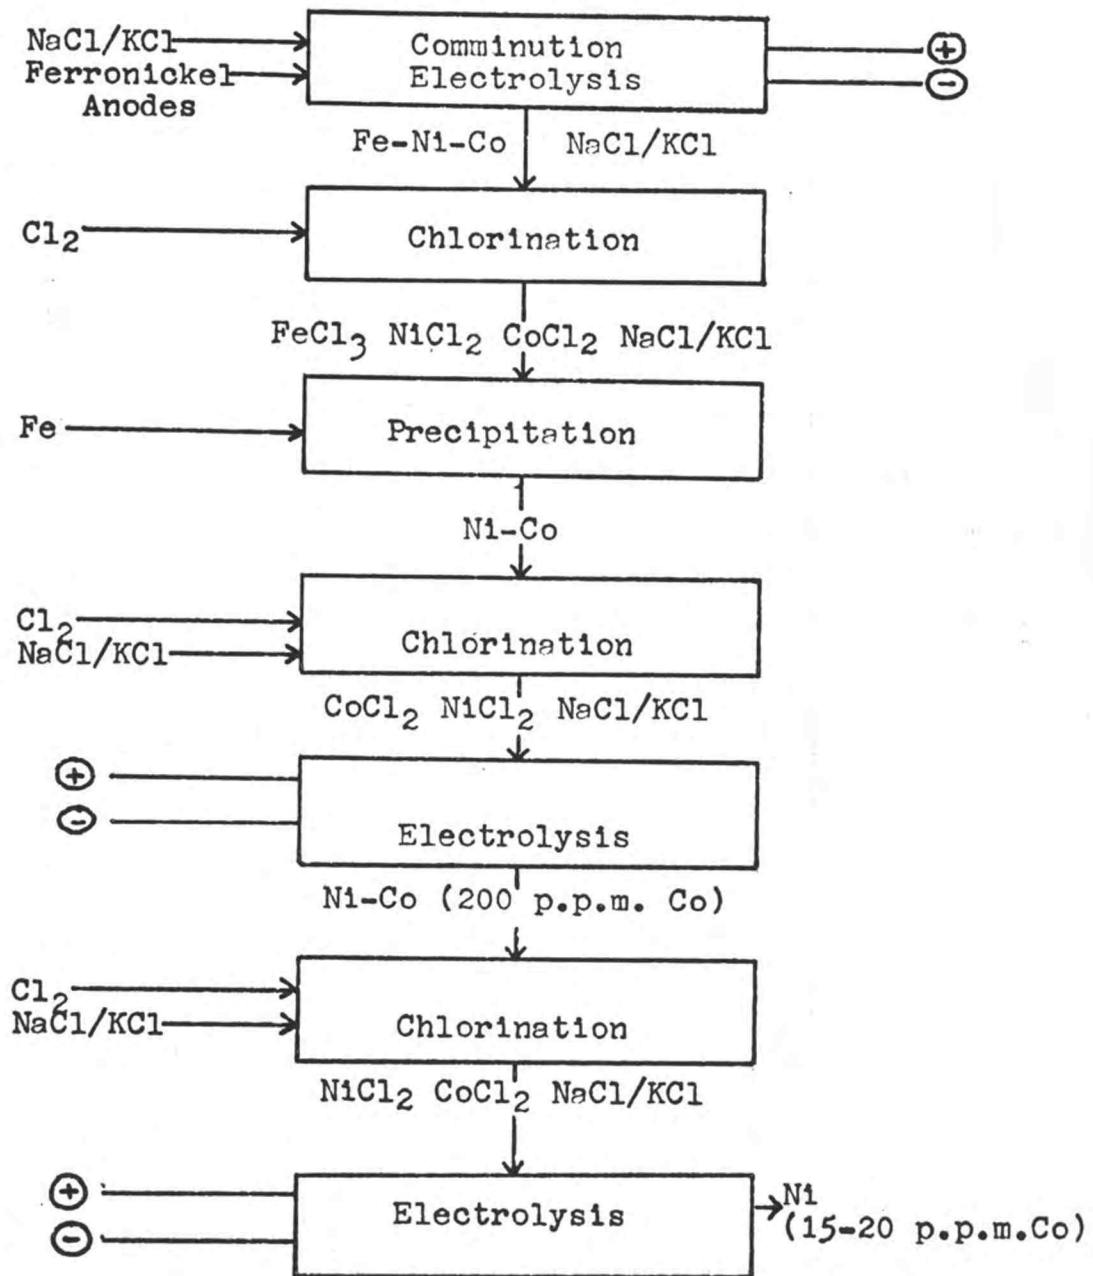 NaCl/KCl
Ferronickel
Anodes
Comminution
Electrolysis
+
-
Fe-Ni-Co NaCl/KCl
Cl2
Chlorination
FeCl3 NiCl2 CoCl2 NaCl/KCl
Fe
Precipitation
Ni-Co
Cl2
NaCl/KCl
Chlorination
CoCl2 NiCl2 NaCl/KCl
+
-
Electrolysis
Ni-Co (200 p.p.m. Co)
Cl2
NaCl/KCl
Chlorination
NiCl2 CoCl2 NaCl/KCl
+
-
Electrolysis
Ni
(15-20 p.p.m.Co)